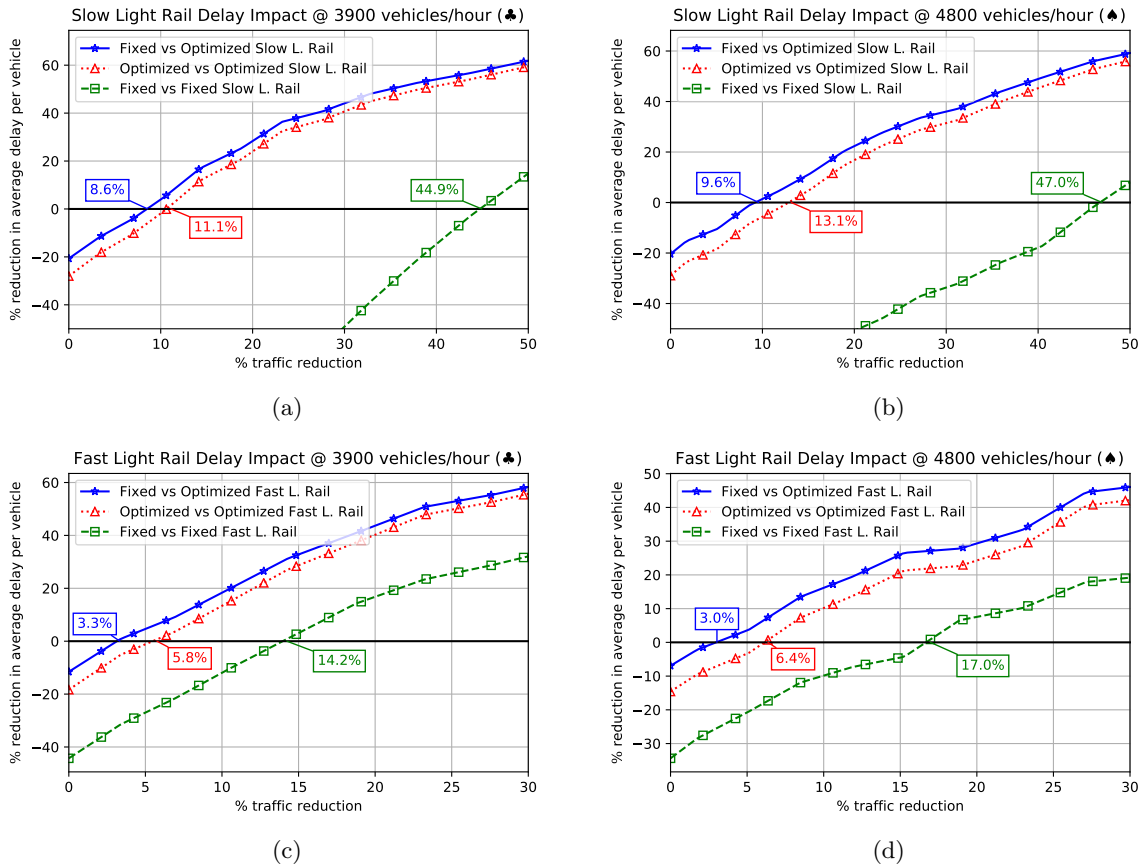 Slow Light Rail Delay Impact @ 3900 vehicles/hour (♣)
% reduction in average delay per vehicle
60
40
20
0
−20
−40
Fixed vs Optimized Slow L. Rail
Optimized vs Optimized Slow L. Rail
Fixed vs Fixed Slow L. Rail
8.6%
44.9%
11.1%
0 10 20 30 40 50
% traffic reduction
(a)
Slow Light Rail Delay Impact @ 4800 vehicles/hour (♠)
% reduction in average delay per vehicle
60
40
20
0
−20
−40
Fixed vs Optimized Slow L. Rail
Optimized vs Optimized Slow L. Rail
Fixed vs Fixed Slow L. Rail
9.6%
47.0%
13.1%
0 10 20 30 40 50
% traffic reduction
(b)
Fast Light Rail Delay Impact @ 3900 vehicles/hour (♣)
% reduction in average delay per vehicle
60
40
20
0
−20
−40
Fixed vs Optimized Fast L. Rail
Optimized vs Optimized Fast L. Rail
Fixed vs Fixed Fast L. Rail
3.3%
5.8%
14.2%
0 5 10 15 20 25 30
% traffic reduction
(c)
Fast Light Rail Delay Impact @ 4800 vehicles/hour (♠)
% reduction in average delay per vehicle
50
40
30
20
10
0
−10
−20
−30
Fixed vs Optimized Fast L. Rail
Optimized vs Optimized Fast L. Rail
Fixed vs Fixed Fast L. Rail
3.0%
6.4%
17.0%
0 5 10 15 20 25 30
% traffic reduction
(d)